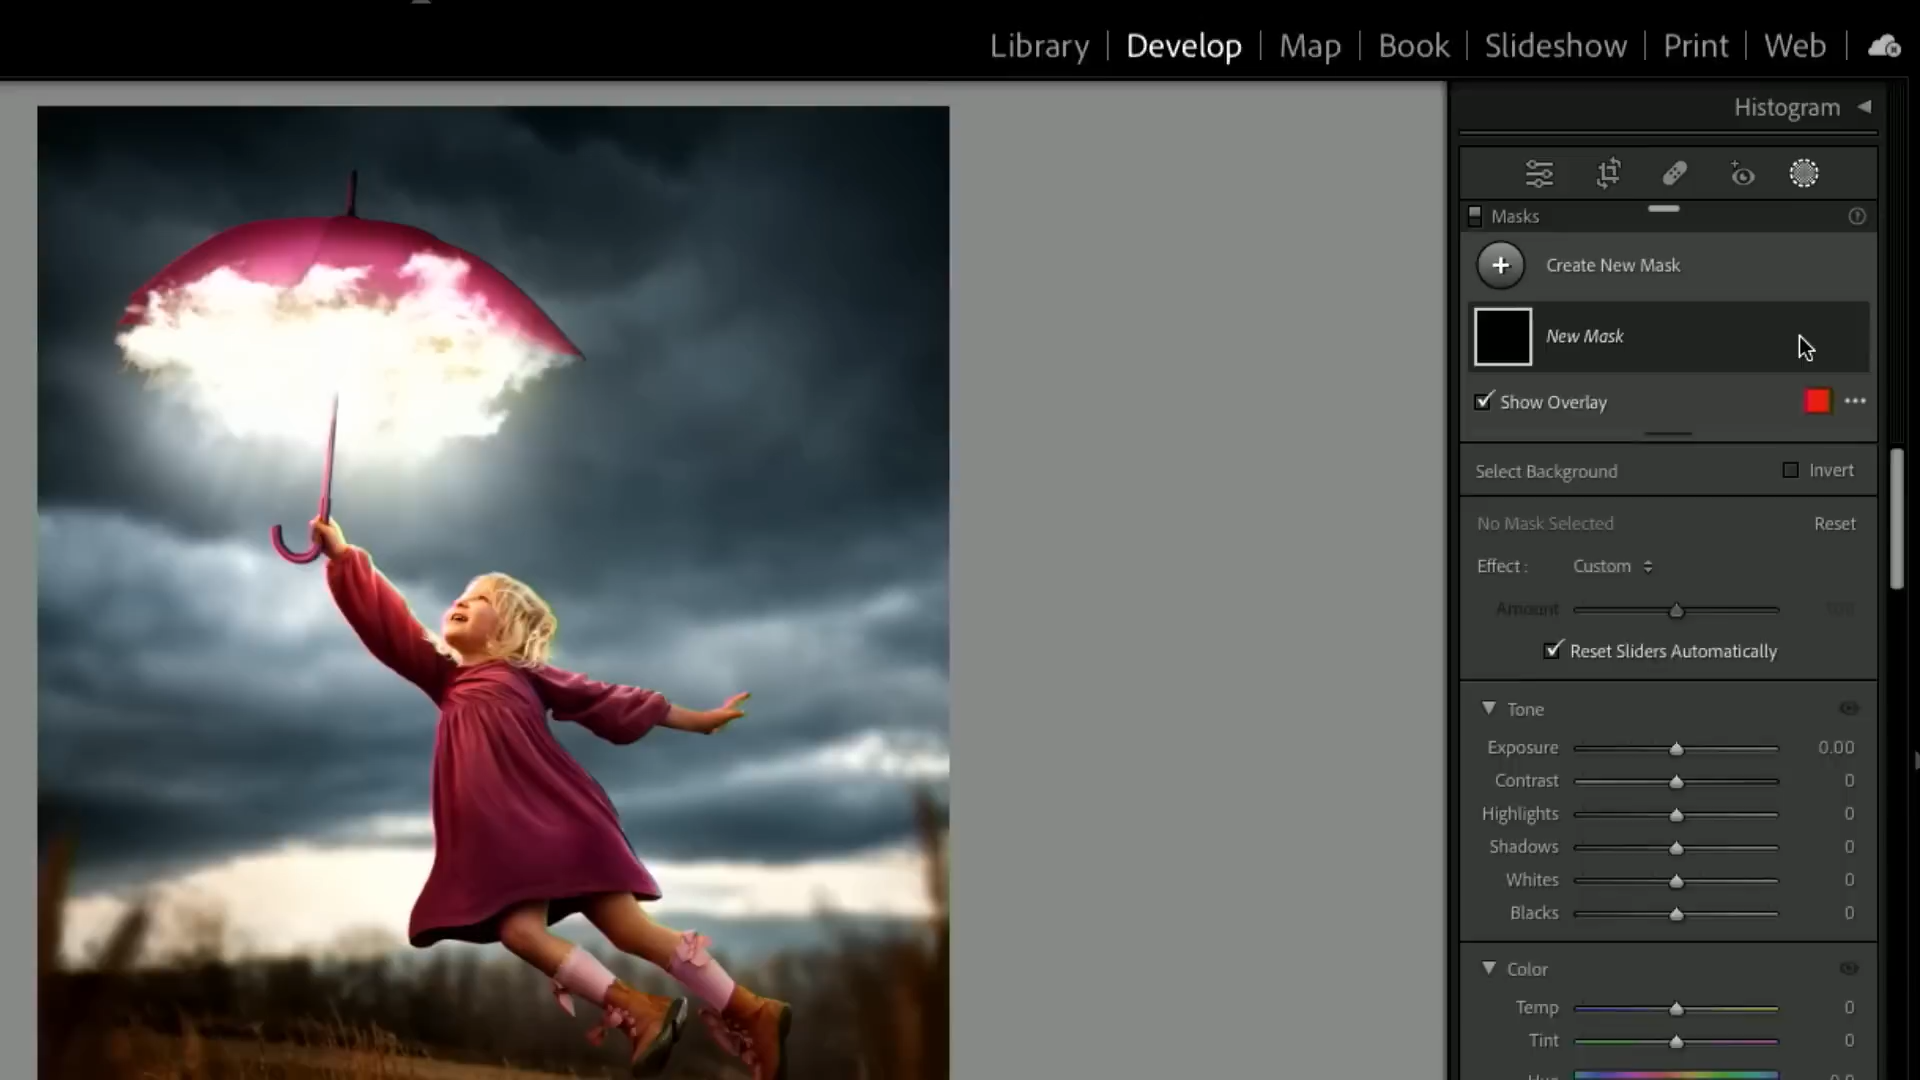 Library | Develop | Map | Book | Slideshow | Print | Web |
Histogram
Masks
Create New Mask
New Mask
Show Overlay
Select Background Invert
No Mask Selected Reset
Effect : Custom
Amount
Reset Sliders Automatically
Tone
Exposure 0.00
Contrast 0
Highlights 0
Shadows 0
Whites 0
Blacks 0
Color
Temp 0
Tint 0